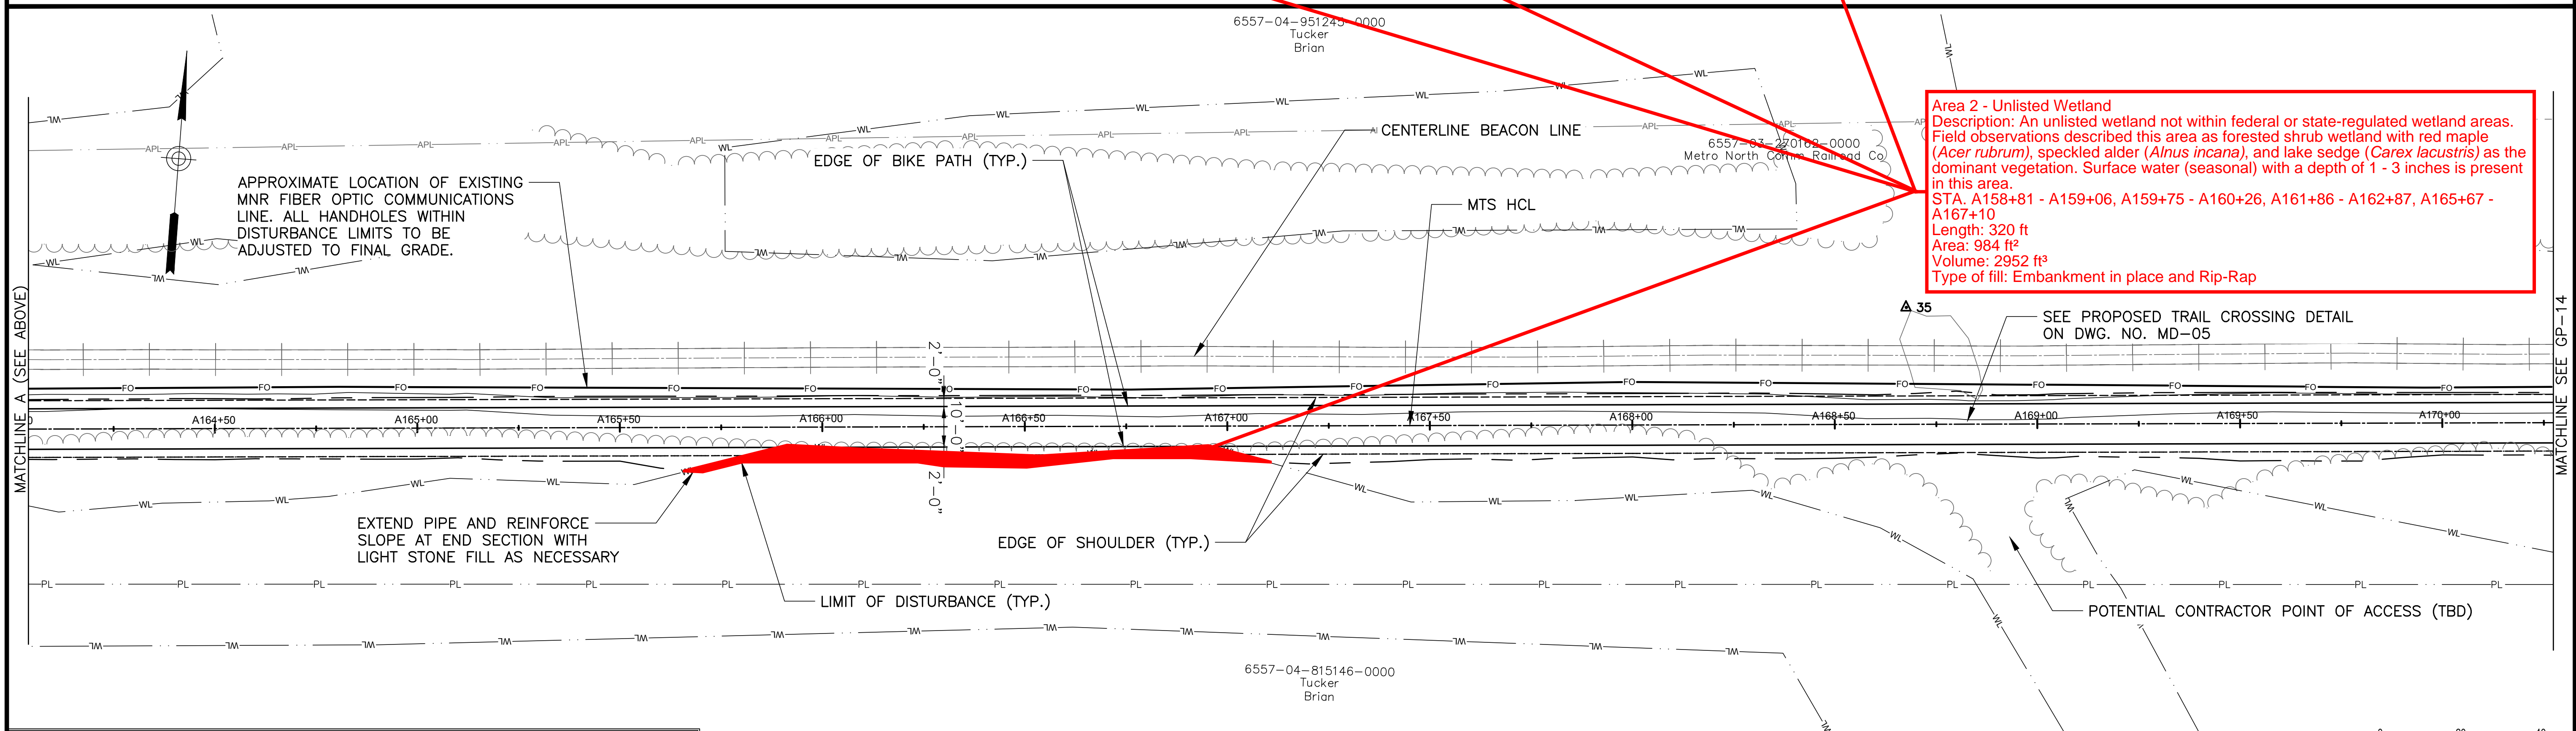 6557-04-951245-0000
Tucker
Brian
Area 2 - Unlisted Wetland
Description: An unlisted wetland not within federal or state-regulated wetland areas.
Field observations described this area as forested shrub wetland with red maple
(Acer rubrum), speckled alder (Alnus incana), and lake sedge (Carex lacustris) as the
dominant vegetation. Surface water (seasonal) with a depth of 1 - 3 inches is present
in this area.
STA. A158+81 - A159+06, A159+75 - A160+26, A161+86 - A162+87, A165+67 -
A167+10
Length: 320 ft
Area: 984 ft²
Volume: 2952 ft³
Type of fill: Embankment in place and Rip-Rap
CENTERLINE BEACON LINE
6557-03-270162-0000
Metro North Comm Railroad Co
EDGE OF BIKE PATH (TYP.)
APPROXIMATE LOCATION OF EXISTING
MNR FIBER OPTIC COMMUNICATIONS
LINE. ALL HANDHOLES WITHIN
DISTURBANCE LIMITS TO BE
ADJUSTED TO FINAL GRADE.
MTS HCL
35
SEE PROPOSED TRAIL CROSSING DETAIL
ON DWG. NO. MD-05
MATCHLINE A (SEE ABOVE)
MATCHLINE SEE GP-14
2'-0"
10'-0"
2'-0"
A164+50 A165+00 A165+50 A166+00 A166+50 A167+00 A167+50 A168+00 A168+50 A169+00 A169+50 A170+00
EXTEND PIPE AND REINFORCE
SLOPE AT END SECTION WITH
LIGHT STONE FILL AS NECESSARY
EDGE OF SHOULDER (TYP.)
LIMIT OF DISTURBANCE (TYP.)
POTENTIAL CONTRACTOR POINT OF ACCESS (TBD)
6557-04-815146-0000
Tucker
Brian